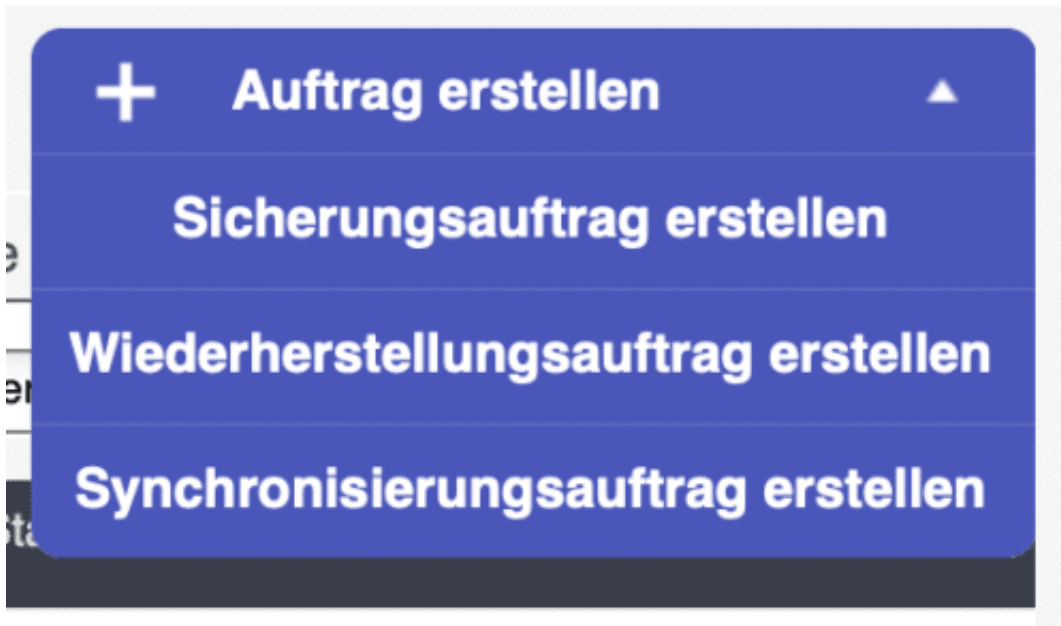 Auftrag erstellen
Sicherungsauftrag erstellen
Wiederherstellungsauftrag erstellen
Synchronisierungsauftrag erstellen